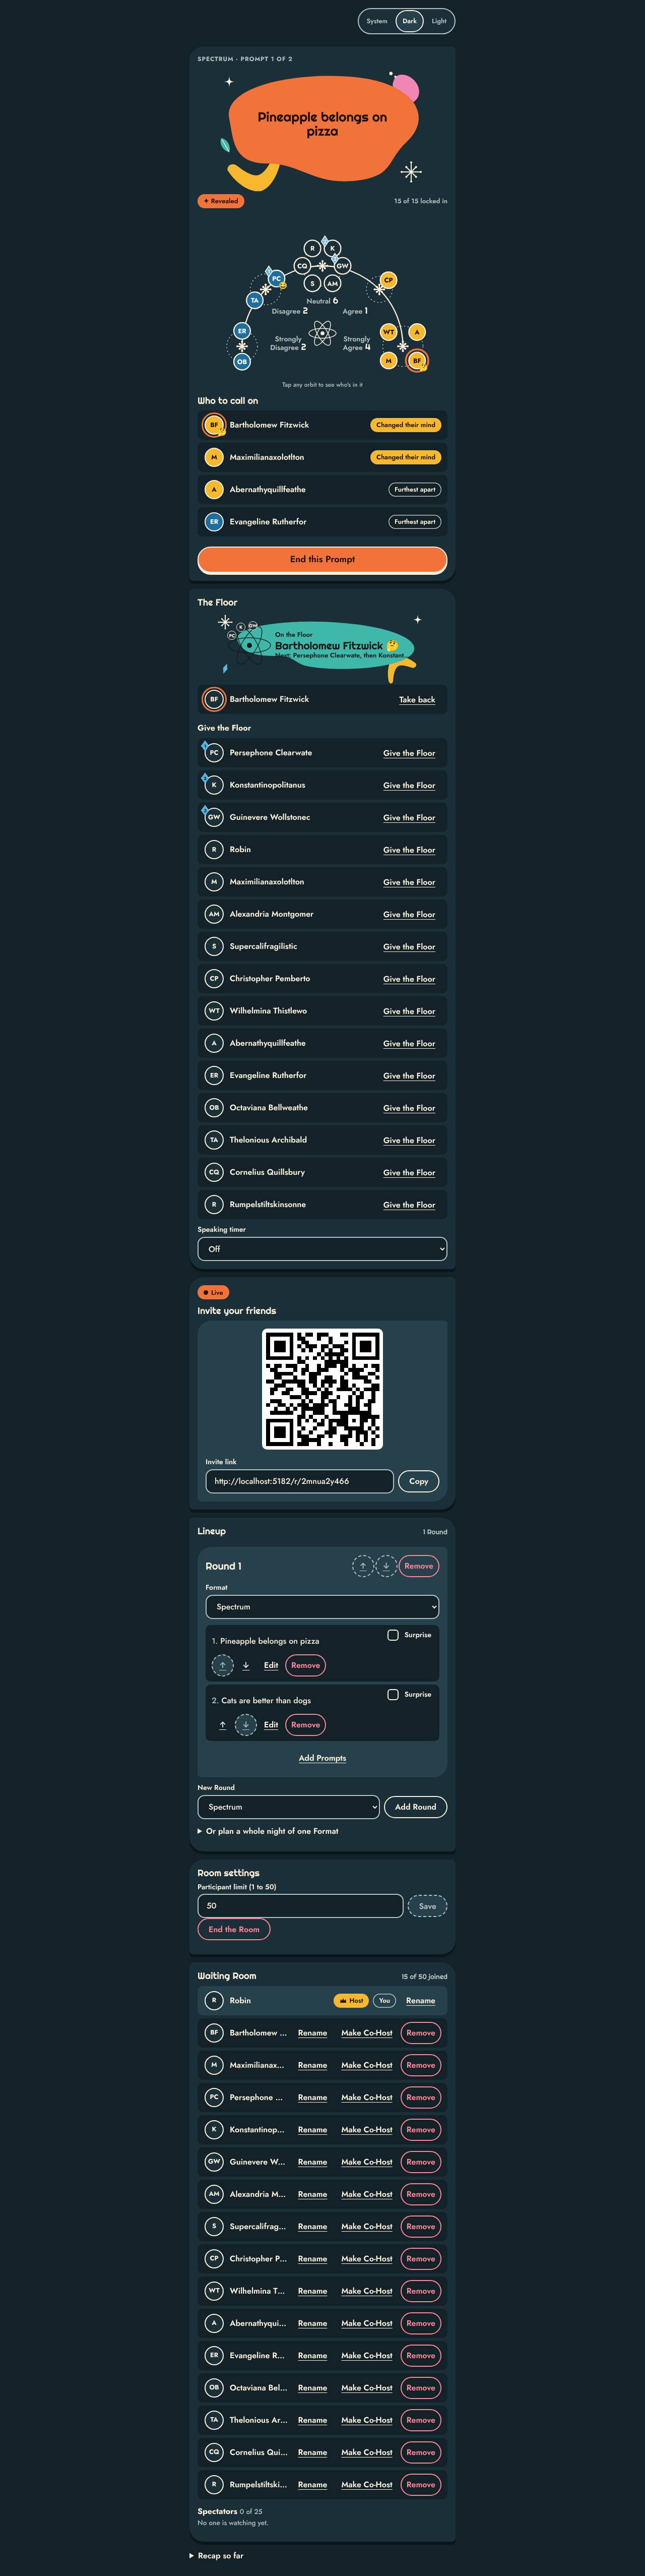 System
Dark
Light
SPECTRUM · PROMPT 1 OF 2
Pineapple belongs on
pizza
✦ Revealed
15 of 15 locked in
R
K
CQ
GW
PC
S
AM
CP
TA
Neutral 6
Disagree 2
Agree 1
ER
WT
A
Strongly
Disagree 2
Strongly
Agree 4
OB
M
BF
Tap any orbit to see who's in it
Who to call on
BF
Bartholomew Fitzwick
Changed their mind
M
Maximilianaxolotlton
Changed their mind
A
Abernathyquillfeathe
Furthest apart
ER
Evangeline Rutherfor
Furthest apart
End this Prompt
The Floor
PC
K
GW
On the Floor
Bartholomew Fitzwick 🤔
Next: Persephone Clearwate, then Konstant…
BF
Bartholomew Fitzwick
Take back
Give the Floor
1
PC
Persephone Clearwate
Give the Floor
2
K
Konstantinopolitanus
Give the Floor
3
GW
Guinevere Wollstonec
Give the Floor
R
Robin
Give the Floor
M
Maximilianaxolotlton
Give the Floor
AM
Alexandria Montgomer
Give the Floor
S
Supercalifragilistic
Give the Floor
CP
Christopher Pemberto
Give the Floor
WT
Wilhelmina Thistlewo
Give the Floor
A
Abernathyquillfeathe
Give the Floor
ER
Evangeline Rutherfor
Give the Floor
OB
Octaviana Bellweathe
Give the Floor
TA
Thelonious Archibald
Give the Floor
CQ
Cornelius Quillsbury
Give the Floor
R
Rumpelstiltskinsonne
Give the Floor
Speaking timer
Off
Live
Invite your friends
Invite link
http://localhost:5182/r/2mnua2y466
Copy
Lineup
1 Round
Round 1
↑
↓
Remove
Format
Spectrum
1. Pineapple belongs on pizza
Surprise
↑
↓
Edit
Remove
2. Cats are better than dogs
Surprise
↑
↓
Edit
Remove
Add Prompts
New Round
Spectrum
Add Round
Or plan a whole night of one Format
Room settings
Participant limit (1 to 50)
50
Save
End the Room
Waiting Room
15 of 50 joined
R
Robin
Host
You
Rename
BF
Bartholomew ...
Rename
Make Co-Host
Remove
M
Maximilianax...
Rename
Make Co-Host
Remove
PC
Persephone ...
Rename
Make Co-Host
Remove
K
Konstantinop...
Rename
Make Co-Host
Remove
GW
Guinevere W...
Rename
Make Co-Host
Remove
AM
Alexandria M...
Rename
Make Co-Host
Remove
S
Supercalifrag...
Rename
Make Co-Host
Remove
CP
Christopher P...
Rename
Make Co-Host
Remove
WT
Wilhelmina T...
Rename
Make Co-Host
Remove
A
Abernathyqui...
Rename
Make Co-Host
Remove
ER
Evangeline R...
Rename
Make Co-Host
Remove
OB
Octaviana Bel...
Rename
Make Co-Host
Remove
TA
Thelonious Ar...
Rename
Make Co-Host
Remove
CQ
Cornelius Qui...
Rename
Make Co-Host
Remove
R
Rumpelstiltski...
Rename
Make Co-Host
Remove
Spectators 0 of 25
No one is watching yet.
Recap so far